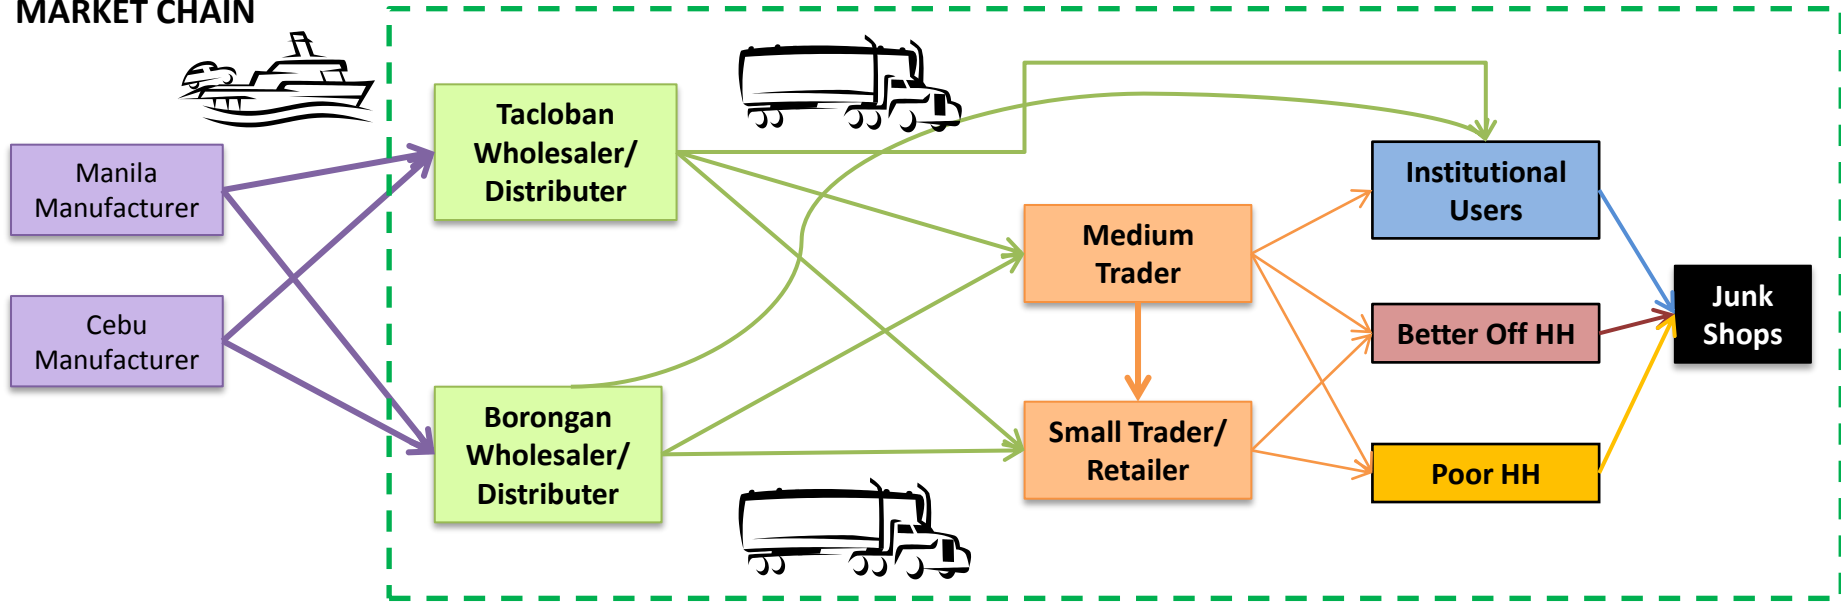 MARKET CHAIN
Manila
Manufacturer
Cebu
Manufacturer
Tacloban
Wholesaler/
Distributer
Borongan
Wholesaler/
Distributer
Medium
Trader
Small Trader/
Retailer
Institutional
Users
Better Off HH
Poor HH
Junk
Shops